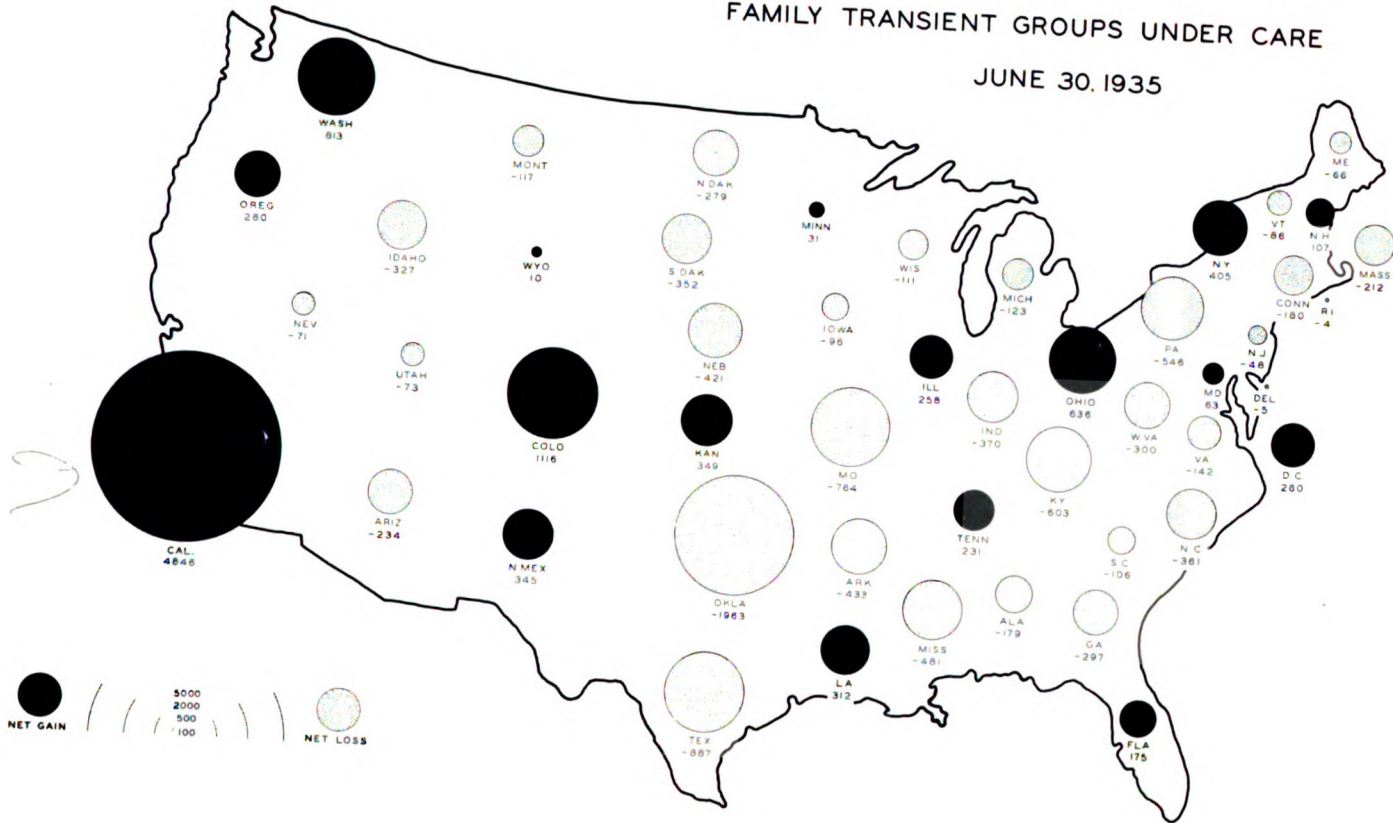 FAMILY TRANSIENT GROUPS UNDER CARE
JUNE 30, 1935
WASH
813
OREG
280
MONT
-117
N DAK
-279
IDAHO
-327
WYO
10
S DAK
-352
MINN
31
WIS
-111
MICH
-123
NEV
-71
UTAH
-73
NEB
-421
IOWA
-96
ILL
258
IND
-370
OHIO
636
PA
-546
NY
405
VT
-86
N H
107
ME
-66
MASS
-212
CONN
-180
RI
-4
NJ
-48
MD
63
DEL
-5
D C
280
W VA
-300
VA
-142
CAL.
4846
COLO
1116
KAN
349
MO
-764
KY
-603
ARIZ
-234
N MEX
345
OKLA
-1963
ARK
-433
TENN
231
S C
-106
N C
-361
TEX
-887
LA
312
MISS
-481
ALA
-179
GA
-297
FLA
175
NET GAIN
5000
2000
500
100
NET LOSS